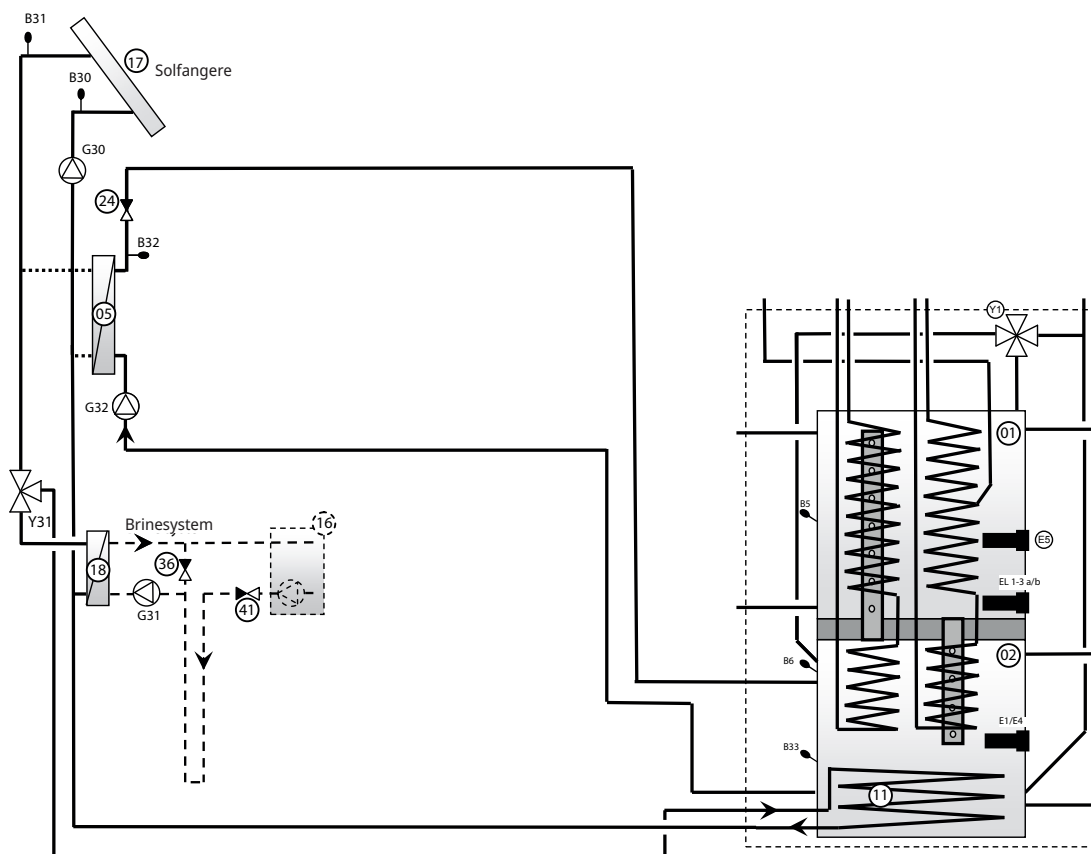 B31
17
Solfangere
B30
G30
24
B32
05
Y1
G32
01
B5
Y31
Brinesystem
16
E5
36
18
EL 1-3 a/b
41
G31
02
B6
E1/E4
B33
11